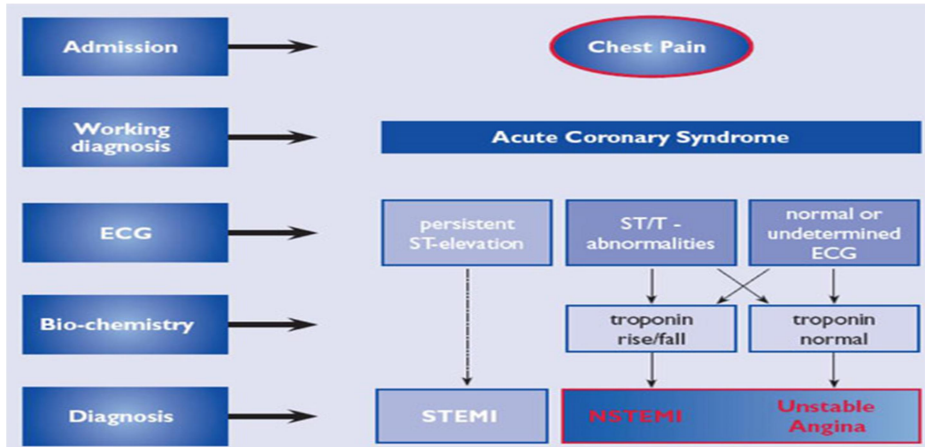 Admission
Chest Pain
Working
diagnosis
Acute Coronary Syndrome
ECG
persistent
ST-elevation
ST/T -
abnormalities
normal or
undetermined
ECG
Bio-chemistry
troponin
rise/fall
troponin
normal
Diagnosis
STEMI
NSTEMI
Unstable
Angina